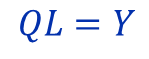 QL = Y